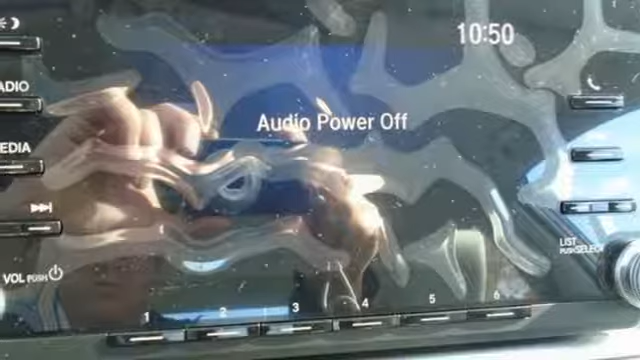 10:50
ADIO
Audio Power Off
EDIA
VOL PUSH
LIST
PUSH SELECT
1 2 3 4 5 6